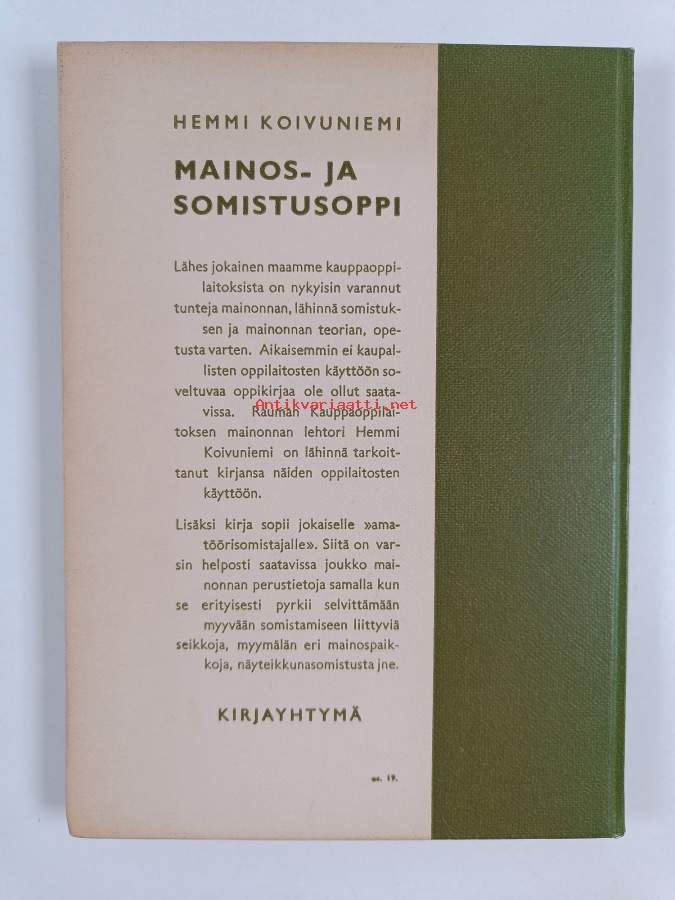 HEMMI KOIVUNIEMI
MAINOS- JA
SOMISTUSOPPI
Lähes jokainen maamme kauppaoppi-
laitoksista on nykyisin varannut
tunteja mainonnan, lähinnä somistuk-
sen ja mainonnan teorian, ope-
tusta varten. Aikaisemmin ei kaupal-
listen oppilaitosten käyttöön so-
veltuvaa oppikirjaa ole ollut saata-
vissa. Rauman Kauppaoppilai-
Antikvariaatti.net
toksen mainonnan lehtori Hemmi
Koivuniemi on lähinnä tarkoit-
tanut kirjansa näiden oppilaitosten
käyttöön.
Lisäksi kirja sopii jokaiselle »ama-
töörisomistajalle». Siitä on var-
sin helposti saatavissa joukko mai-
nonnan perustietoja samalla kun
se erityisesti pyrkii selvittämään
myyvään somistamiseen liittyviä
seikkoja, myymälän eri mainospaik-
koja, näyteikkunasomistusta jne.
KIRJAYHTYMÄ
19.